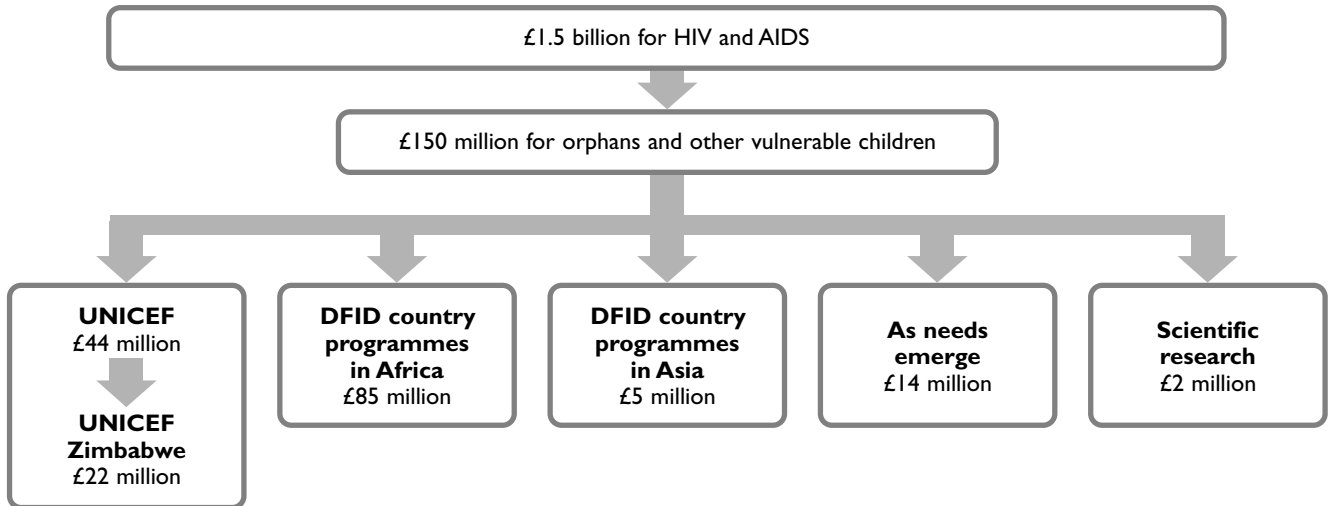 £1.5 billion for HIV and AIDS
£150 million for orphans and other vulnerable children
UNICEF
£44 million
UNICEF
Zimbabwe
£22 million
DFID country
programmes
in Africa
£85 million
DFID country
programmes
in Asia
£5 million
As needs
emerge
£14 million
Scientific
research
£2 million